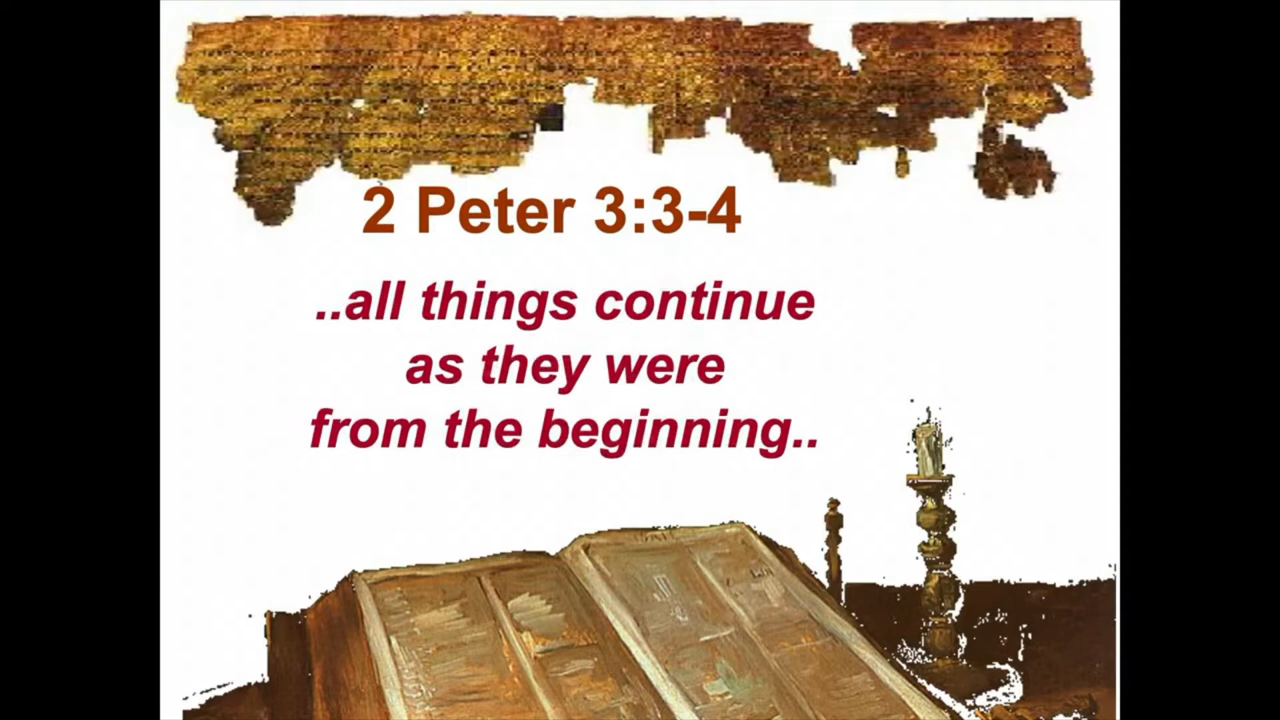 2 Peter 3:3-4
..all things continue
as they were
from the beginning..